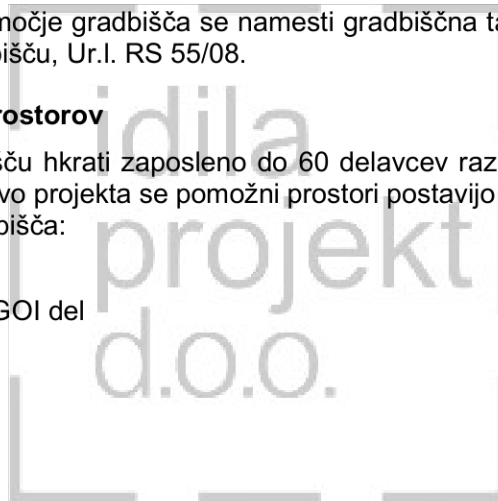 močje gradbišča se namesti gradbiščna
bišču, Ur.l. RS 55/08.
rostorov
šču hkrati zaposleno do 60 delavcev raz
vo projekta se pomožni prostori postavijo
bišča:
GOI del
idila
projekt
d.o.o.